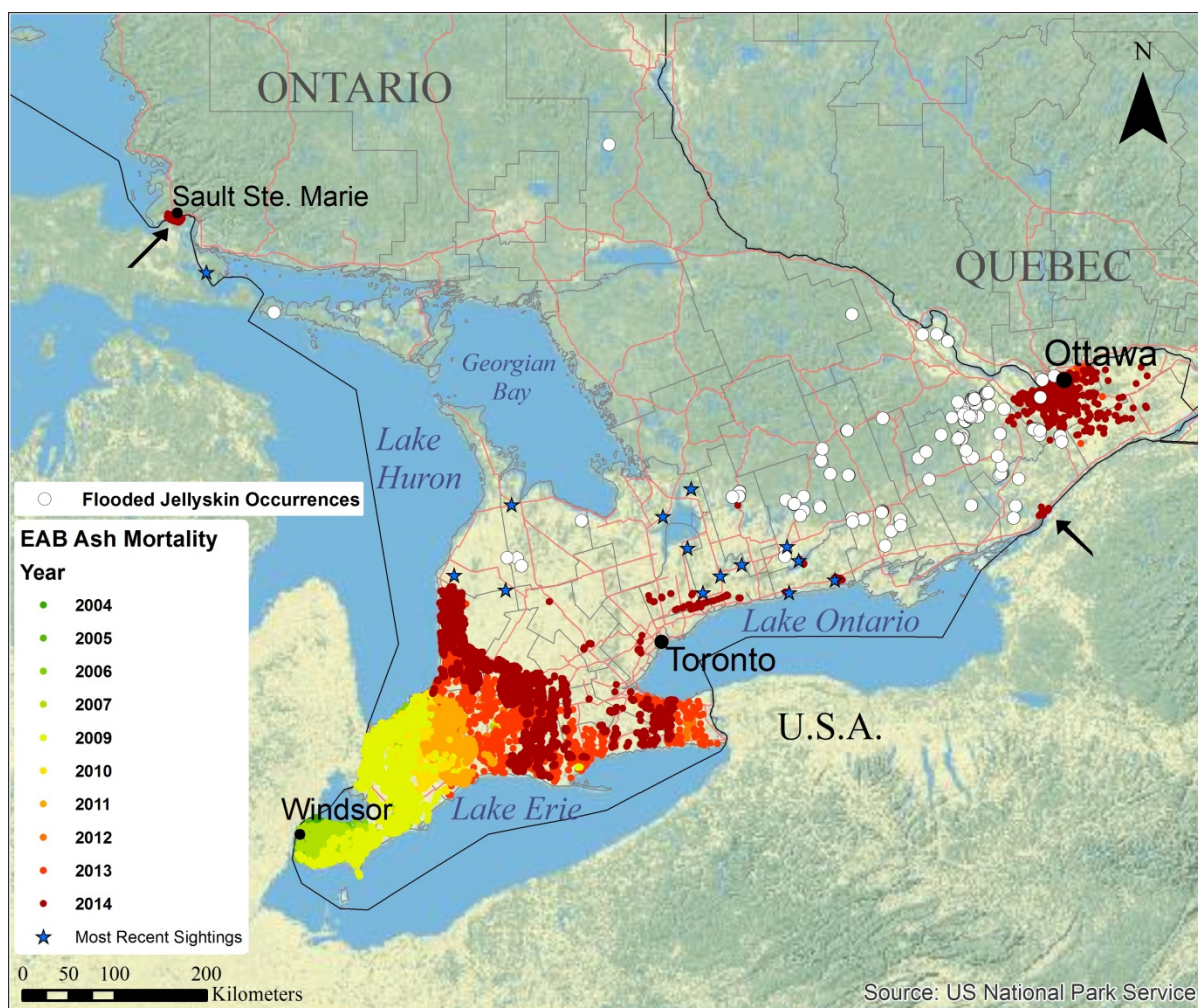 ONTARIO
N
Sault Ste. Marie
QUEBEC
Ottawa
Georgian
Bay
Lake
Huron
Flooded Jellyskin Occurrences
EAB Ash Mortality
Year
2004
2005
2006
2007
2009
2010
2011
2012
2013
2014
Most Recent Sightings
Lake Ontario
Toronto
U.S.A.
Windsor
Lake Erie
0 50 100 200
Kilometers
Source: US National Park Service